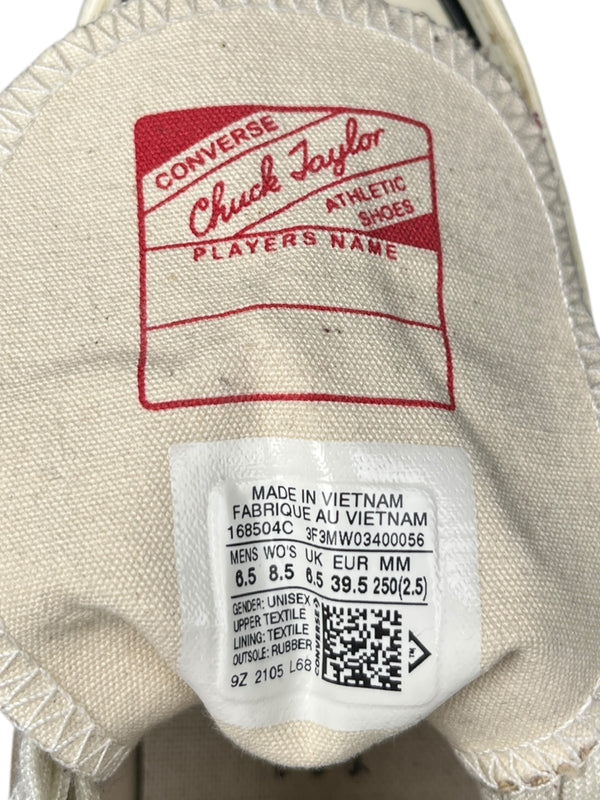 CONVERSE
Chuck Taylor
ATHLETIC
SHOES
PLAYERS NAME
MADE IN VIETNAM
FABRIQUE AU VIETNAM
168504C 3F3MW03400056
MENS WO'S UK EUR MM
6.5 8.5 6.5 39.5 250(2.5)
GENDER: UNISEX
UPPER TEXTILE
LINING: TEXTILE
OUTSOLE: RUBBER
9Z 2105 L68
CONVERSE
TM